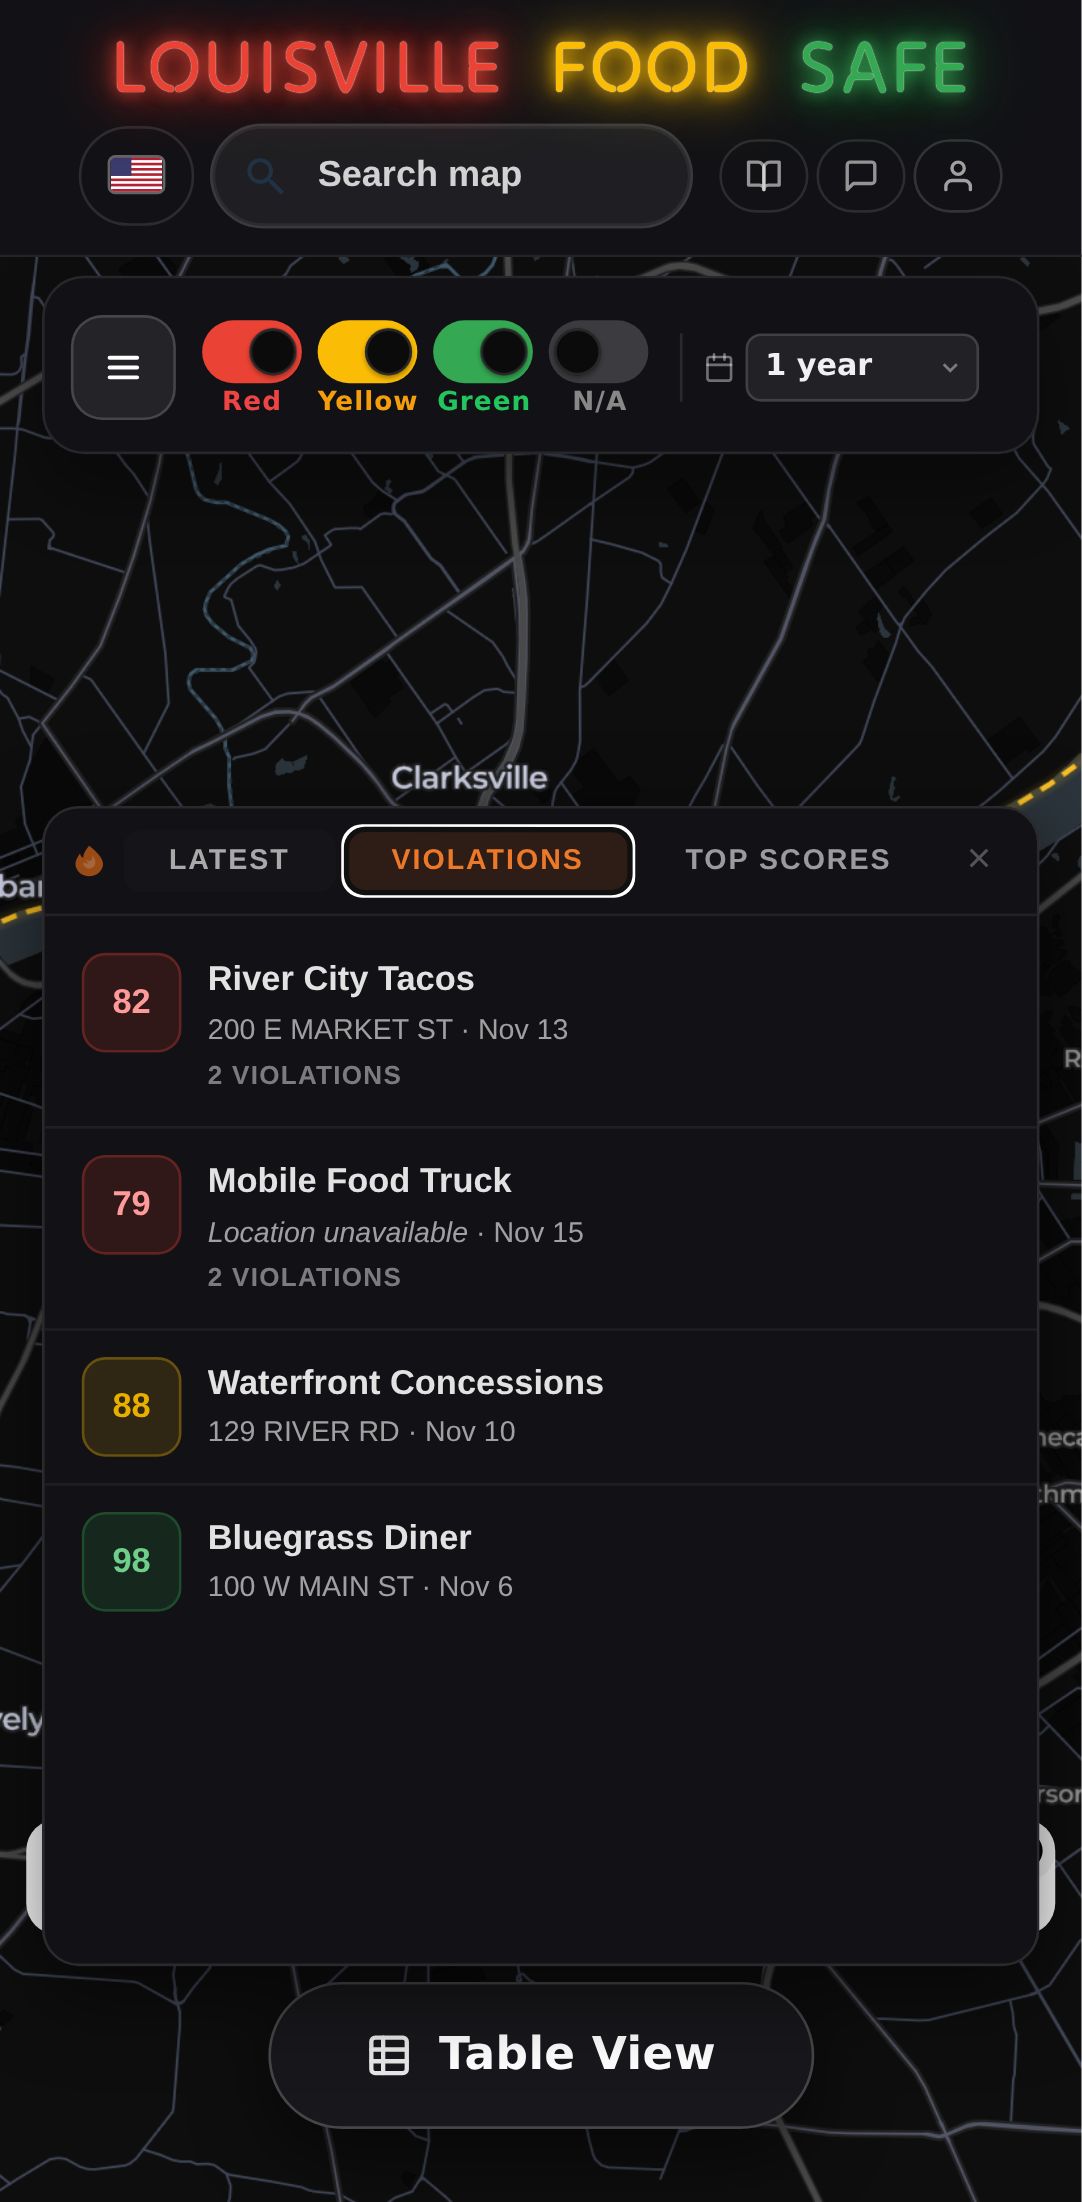 LOUISVILLE FOOD SAFE
Search map
Red Yellow Green N/A
1 year
Clarksville
LATEST VIOLATIONS TOP SCORES
82
River City Tacos
200 E MARKET ST · Nov 13
2 VIOLATIONS
79
Mobile Food Truck
Location unavailable · Nov 15
2 VIOLATIONS
88
Waterfront Concessions
129 RIVER RD · Nov 10
98
Bluegrass Diner
100 W MAIN ST · Nov 6
Table View